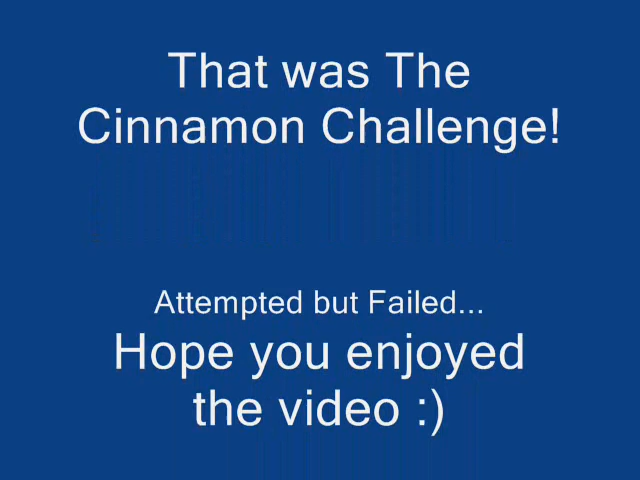 That was The
Cinnamon Challenge!
Attempted but Failed...
Hope you enjoyed
the video :)